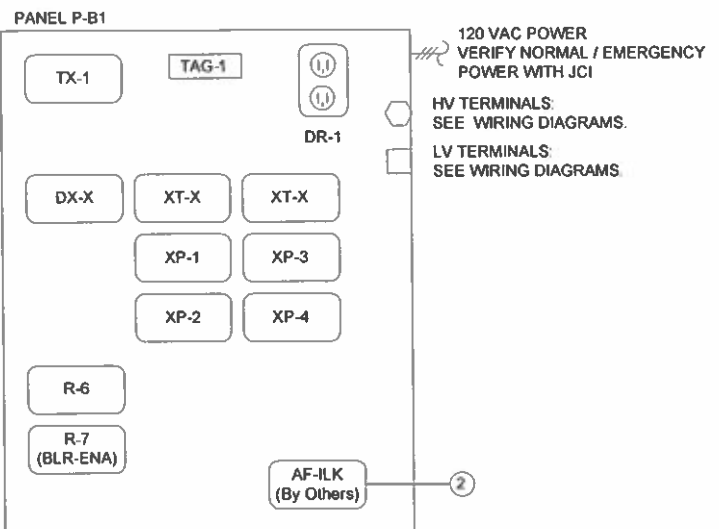 PANEL P-B1
120 VAC POWER
VERIFY NORMAL / EMERGENCY
POWER WITH JCI
TX-1
TAG-1
DR-1
HV TERMINALS:
SEE WIRING DIAGRAMS.
LV TERMINALS:
SEE WIRING DIAGRAMS.
DX-X
XT-X
XT-X
XP-1
XP-3
XP-2
XP-4
R-6
R-7
(BLR-ENA)
AF-ILK
(By Others)
2